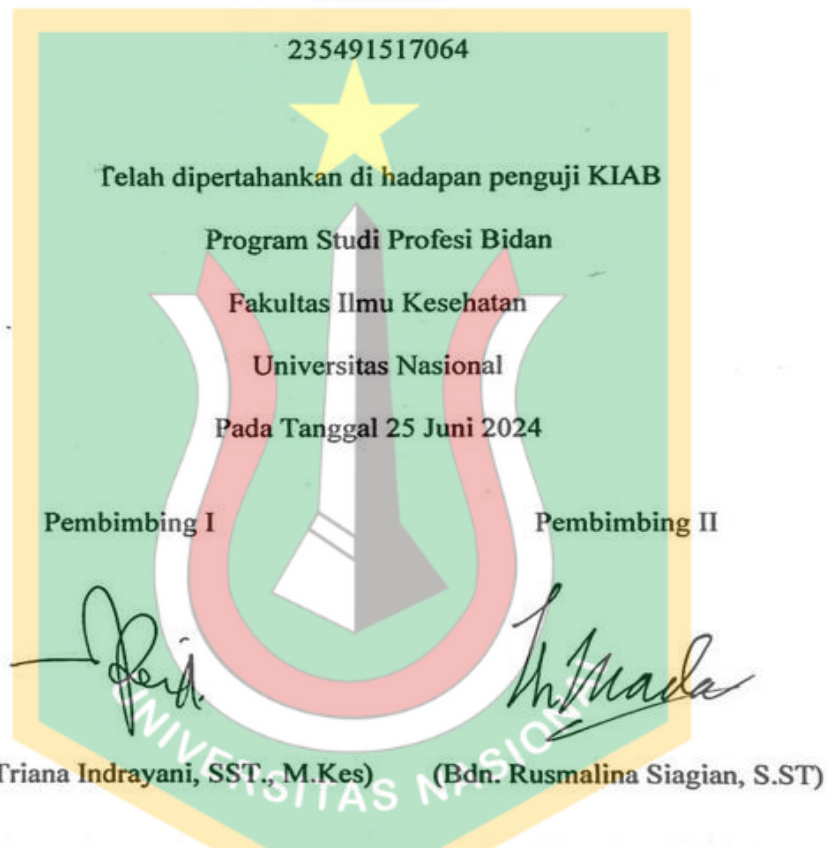 235491517064
Telah dipertahankan di hadapan penguji KIAB
Program Studi Profesi Bidan
Fakultas Ilmu Kesehatan
Universitas Nasional
Pada Tanggal 25 Juni 2024
Pembimbing I Pembimbing II
Triana Indrayani, SST., M.Kes) (Bdn. Rusmalina Siagian, S.ST)
UNIVERSITAS NASIONAL